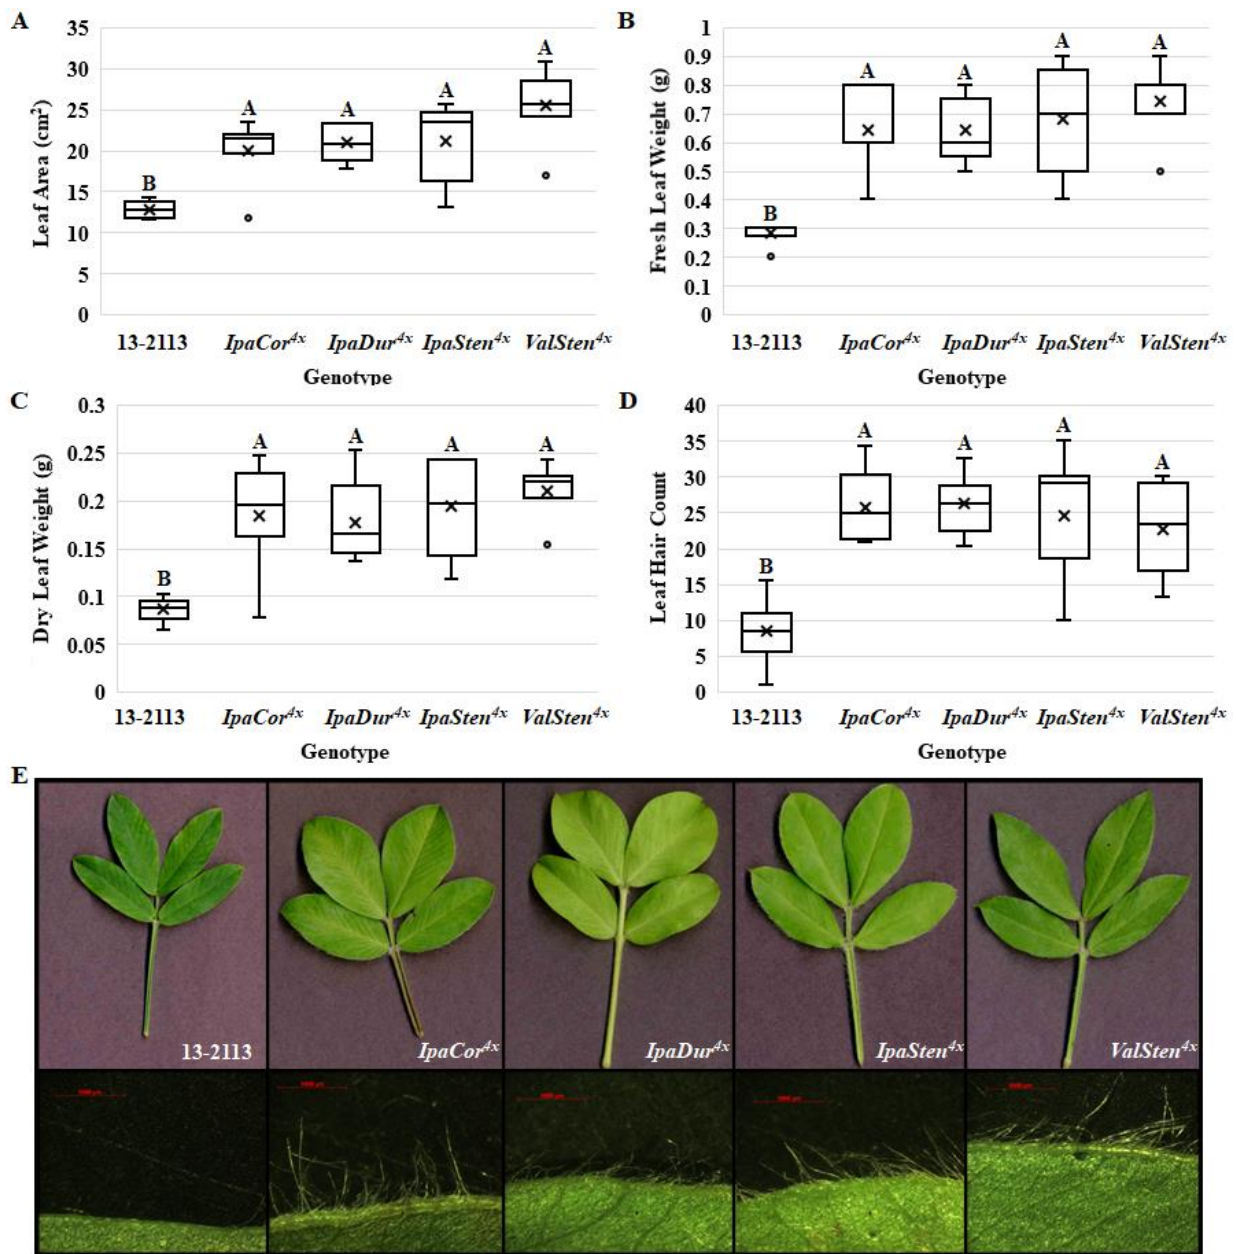 A
35
30
25
20
15
10
5
0
Leaf Area (cm²)
B
A
A
A
A
13-2113 IpaCor⁴ˣ IpaDur⁴ˣ IpaSten⁴ˣ ValSten⁴ˣ
Genotype
B
1
0.9
0.8
0.7
0.6
0.5
0.4
0.3
0.2
0.1
0
Fresh Leaf Weight (g)
B
A
A
A
A
13-2113 IpaCor⁴ˣ IpaDur⁴ˣ IpaSten⁴ˣ ValSten⁴ˣ
Genotype
C
0.3
0.25
0.2
0.15
0.1
0.05
0
Dry Leaf Weight (g)
B
A
A
A
A
13-2113 IpaCor⁴ˣ IpaDur⁴ˣ IpaSten⁴ˣ ValSten⁴ˣ
Genotype
D
40
35
30
25
20
15
10
5
0
Leaf Hair Count
B
A
A
A
A
13-2113 IpaCor⁴ˣ IpaDur⁴ˣ IpaSten⁴ˣ ValSten⁴ˣ
Genotype
E
13-2113 IpaCor⁴ˣ IpaDur⁴ˣ IpaSten⁴ˣ ValSten⁴ˣ